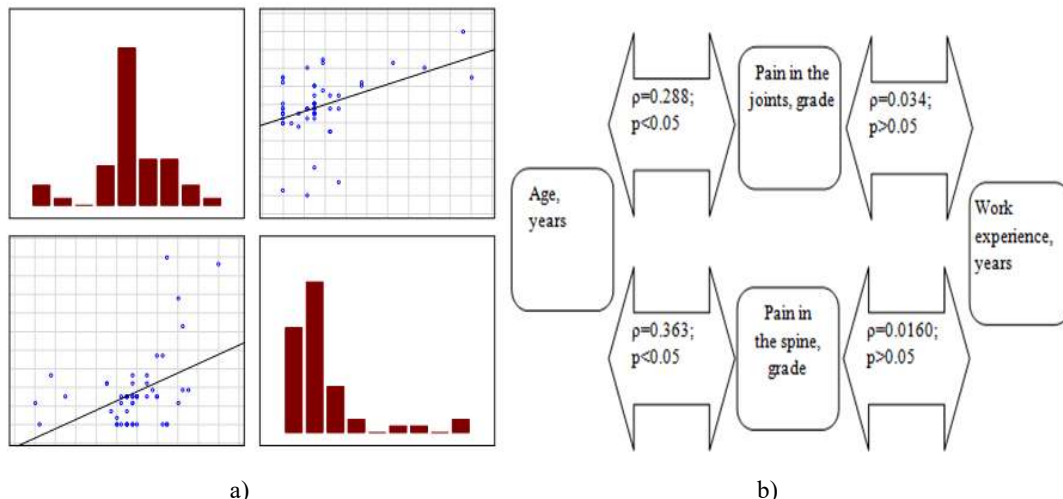 ρ=0.288;
p<0.05
Pain in the
joints, grade
ρ=0.034;
p>0.05
Age,
years
Work
experience,
years
ρ=0.363;
p<0.05
Pain in
the spine,
grade
ρ=0.0160;
p>0.05
a)
b)